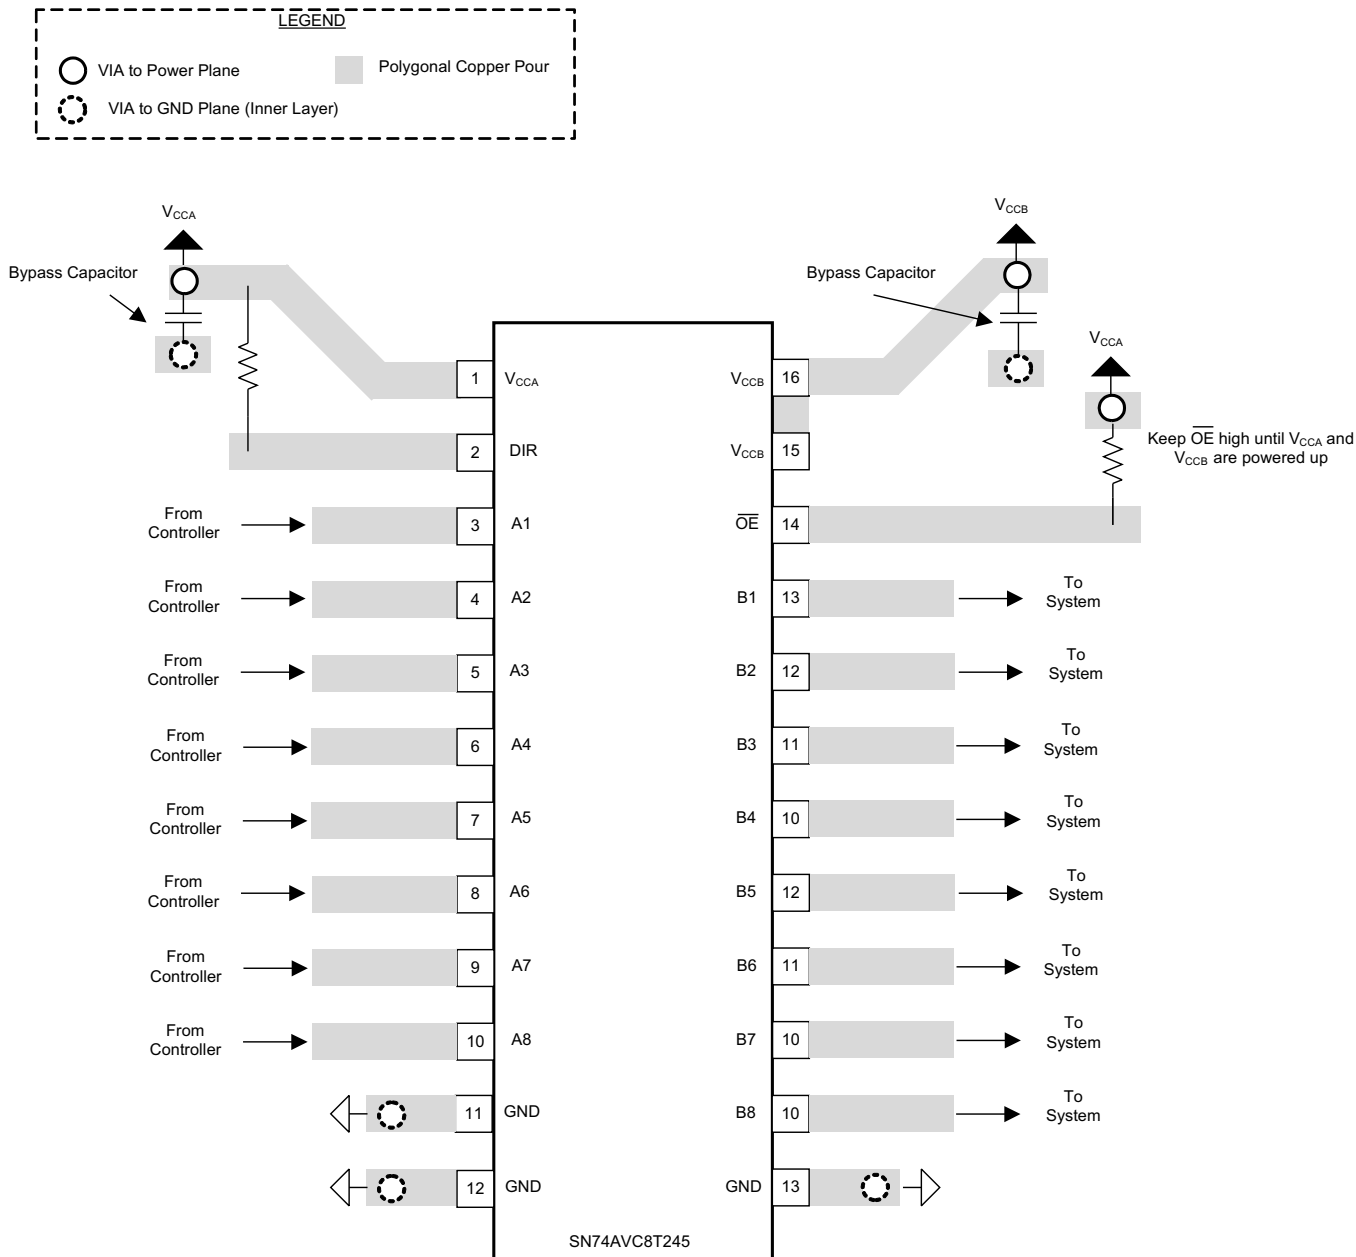 LEGEND
VIA to Power Plane
Polygonal Copper Pour
VIA to GND Plane (Inner Layer)
VCCA
VCCB
Bypass Capacitor
Bypass Capacitor
VCCA
Keep OE high until VCCA and
VCCB are powered up
1 VCCA
VCCB 16
2 DIR
VCCB 15
From
Controller
3 A1
OE 14
From
Controller
4 A2
B1 13
To
System
From
Controller
5 A3
B2 12
To
System
From
Controller
6 A4
B3 11
To
System
From
Controller
7 A5
B4 10
To
System
From
Controller
8 A6
B5 12
To
System
From
Controller
9 A7
B6 11
To
System
From
Controller
10 A8
B7 10
To
System
11 GND
B8 10
To
System
12 GND
GND 13
SN74AVC8T245